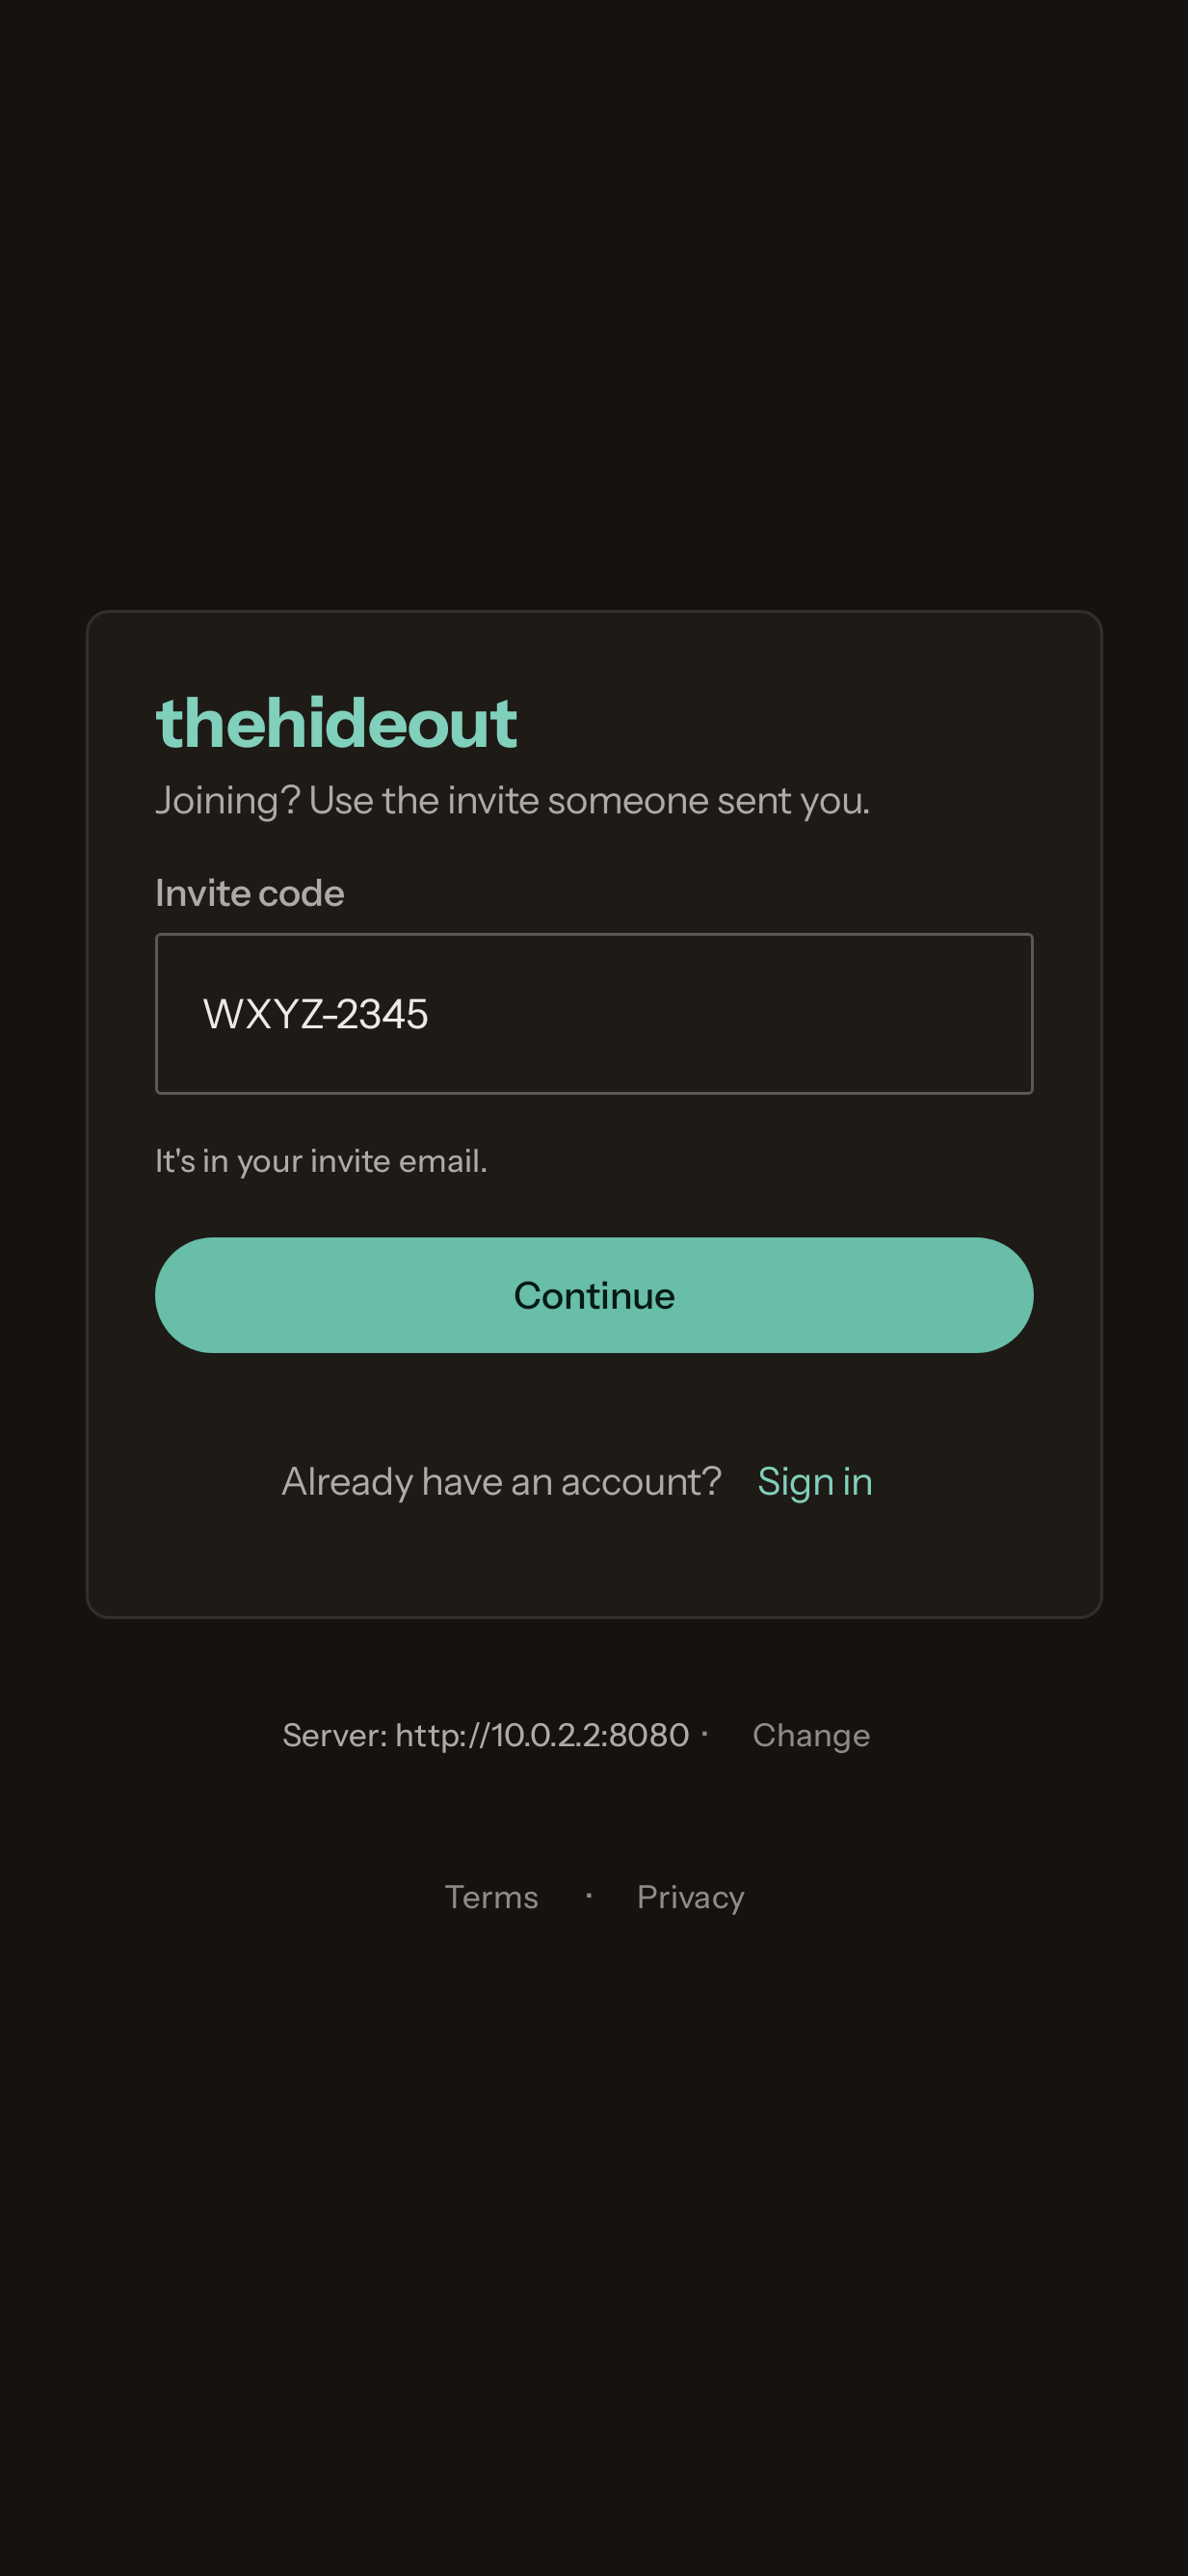 thehideout
Joining? Use the invite someone sent you.
Invite code
WXYZ-2345
It's in your invite email.
Continue
Already have an account? Sign in
Server: http://10.0.2.2:8080 · Change
Terms · Privacy